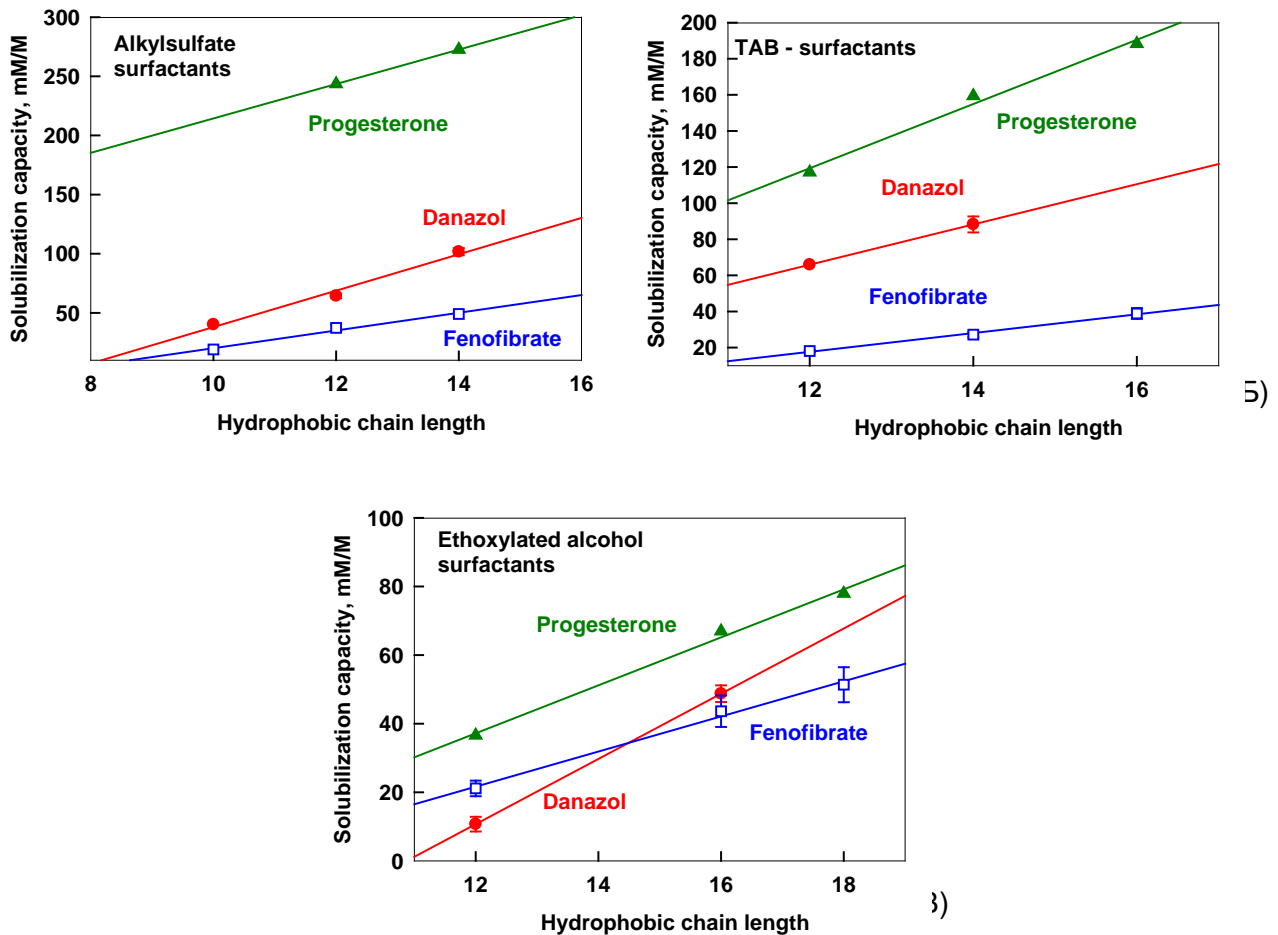 Solubilization capacity, mM/M
300
250
200
150
100
50
Alkylsulfate
surfactants
Progesterone
Danazol
Fenofibrate
8
10
12
14
16
Hydrophobic chain length
Solubilization capacity, mM/M
200
180
160
140
120
100
80
60
40
20
TAB - surfactants
Progesterone
Danazol
Fenofibrate
12
14
16
Hydrophobic chain length
Solubilization capacity, mM/M
100
80
60
40
20
0
Ethoxylated alcohol
surfactants
Progesterone
Fenofibrate
Danazol
12
14
16
18
Hydrophobic chain length